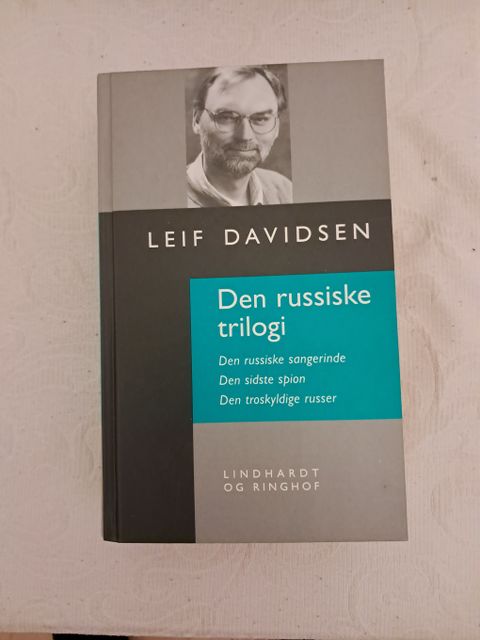 LEIF DAVIDSEN
Den russiske
trilogi
Den russiske sangerinde
Den sidste spion
Den troskyldige russer
LINDHARDT
OG RINGHOF